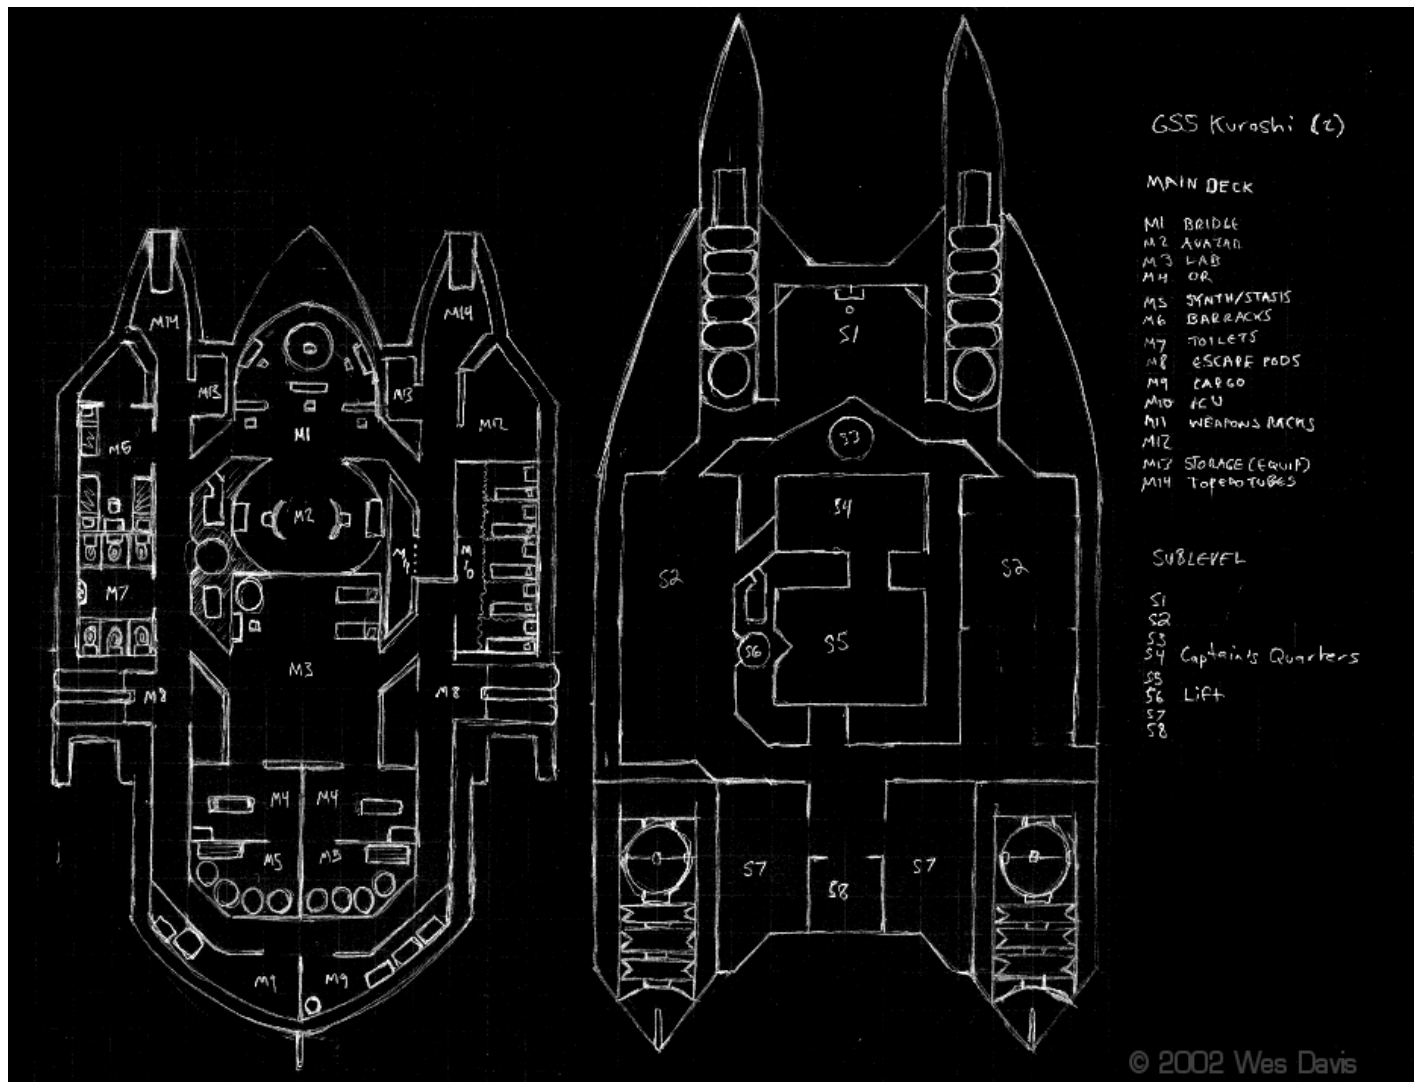 GSS Kuroshi (2)
MAIN DECK
M1 BRIDGE
M2 AVATAR
M3 LAB
M4 OR
M5 SYNTH/STASIS
M6 BARRACKS
M7 TOILETS
M8 ESCAPE PODS
M9 CARGO
M10 ICU
M11 WEAPONS RACKS
M12
M13 STORAGE (EQUIP)
M14 TOPEDO TUBES
SUBLEVEL
S1
S2
S3
S4 Captain's Quarters
S5
S6 Lift
S7
S8
M14
M14
M13
M13
M1
M12
M6
M2
M11
M10
M7
M3
M8
M8
M4
M4
M5
M5
M9
M9
S1
S3
S4
S2
S2
S5
S6
S7
S7
S8
© 2002 Wes Davis